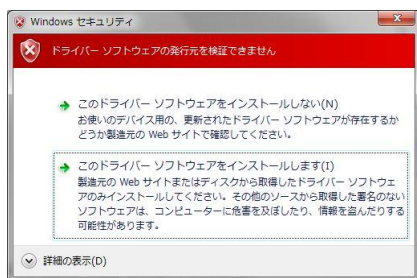 Windows セキュリティ
ドライバー ソフトウェアの発行元を検証できません
このドライバー ソフトウェアをインストールしない(N)
お使いのデバイス用の、更新されたドライバー ソフトウェアが存在するか
どうか製造元の Web サイトで確認してください。
このドライバー ソフトウェアをインストールします(I)
製造元の Web サイトまたはディスクから取得したドライバー ソフトウェ
アのみインストールしてください。その他のソースから取得した署名のない
ソフトウェアは、コンピューターに危害を及ぼしたり、情報を盗んだりする
可能性があります。
詳細の表示(D)